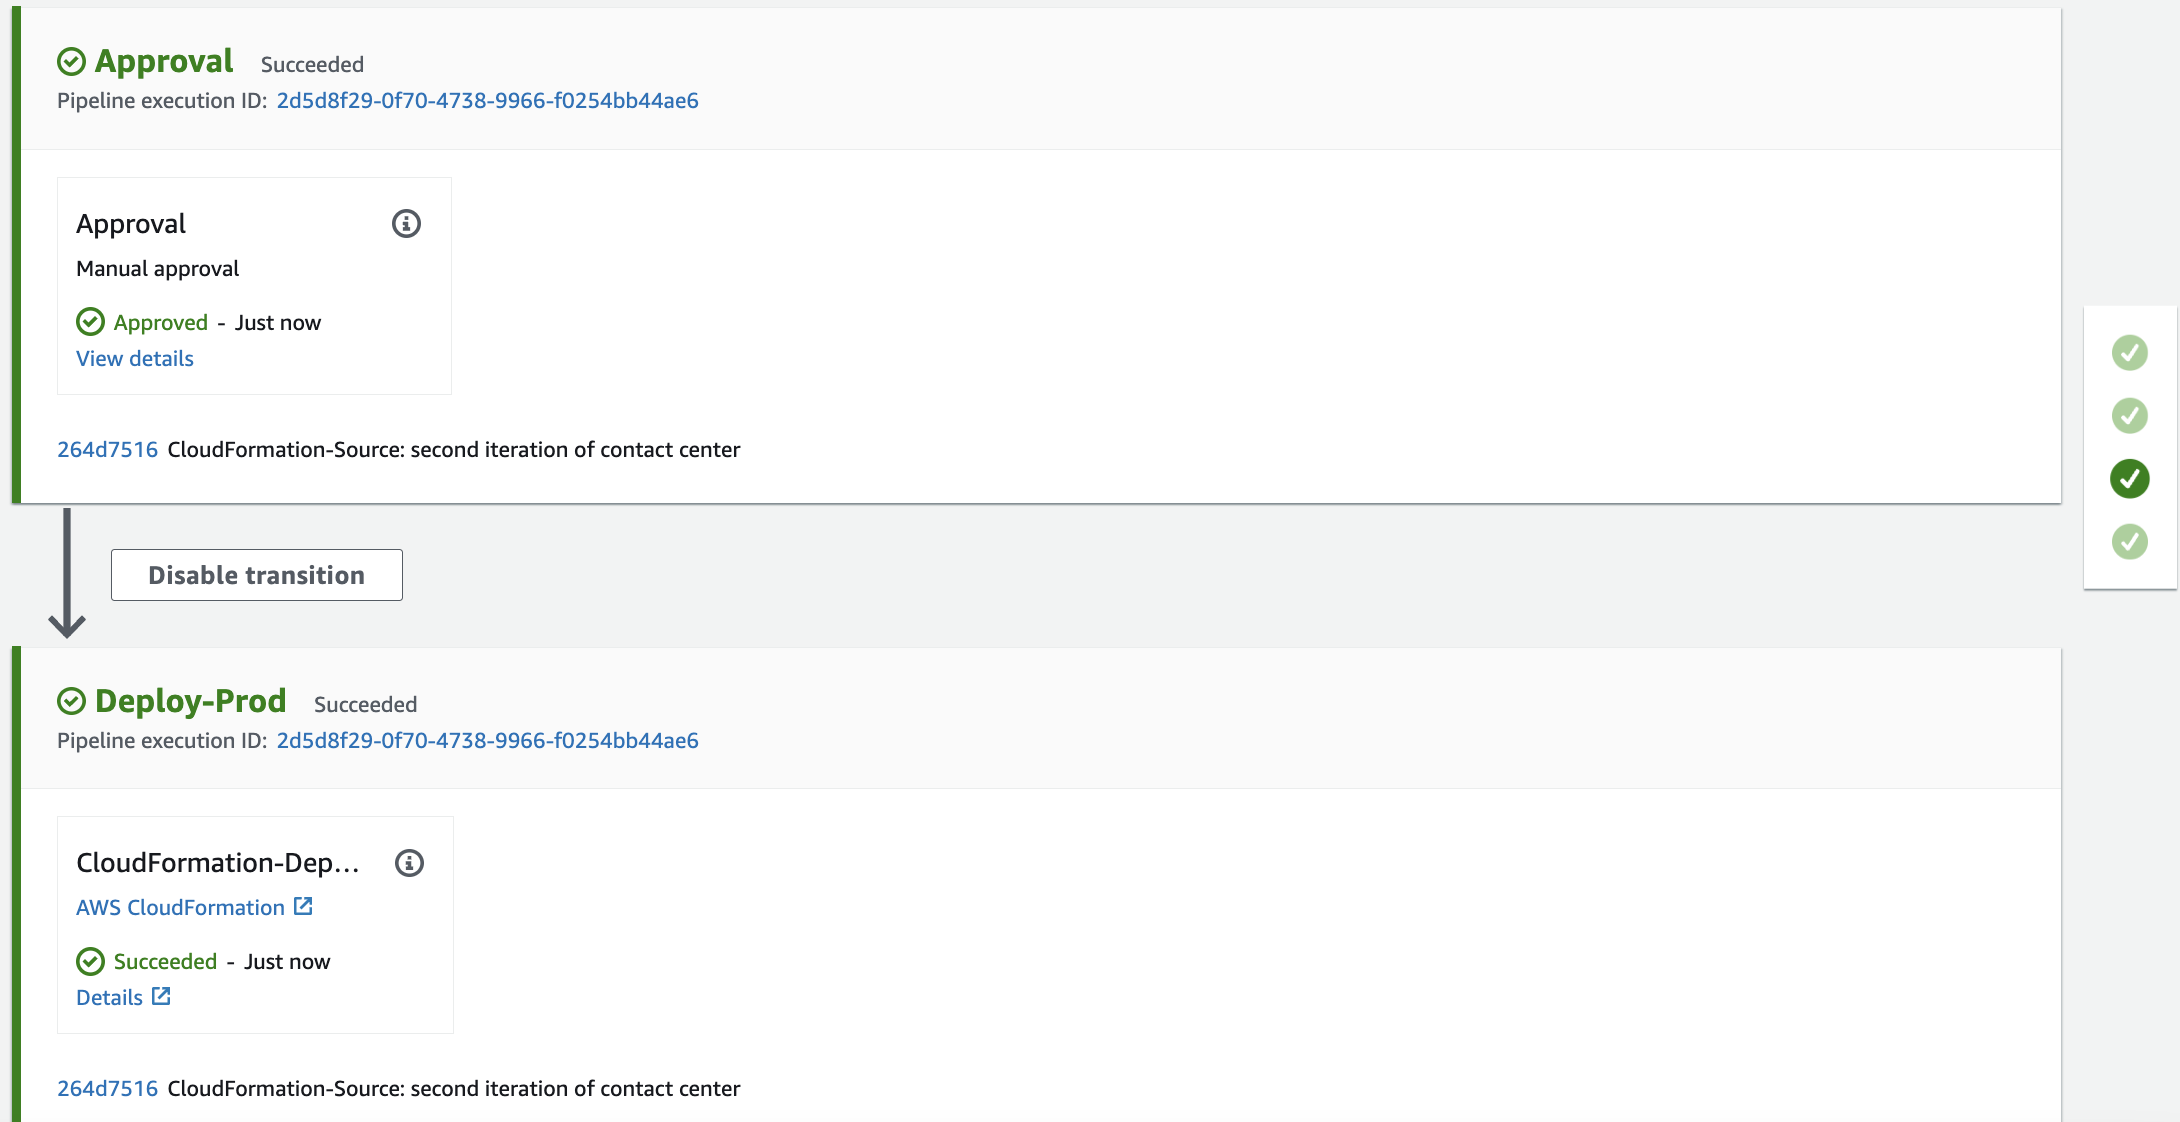 Approval Succeeded
Pipeline execution ID: 2d5d8f29-0f70-4738-9966-f0254bb44ae6
Approval
Manual approval
Approved - Just now
View details
264d7516 CloudFormation-Source: second iteration of contact center
Disable transition
Deploy-Prod Succeeded
Pipeline execution ID: 2d5d8f29-0f70-4738-9966-f0254bb44ae6
CloudFormation-Dep...
AWS CloudFormation
Succeeded - Just now
Details
264d7516 CloudFormation-Source: second iteration of contact center